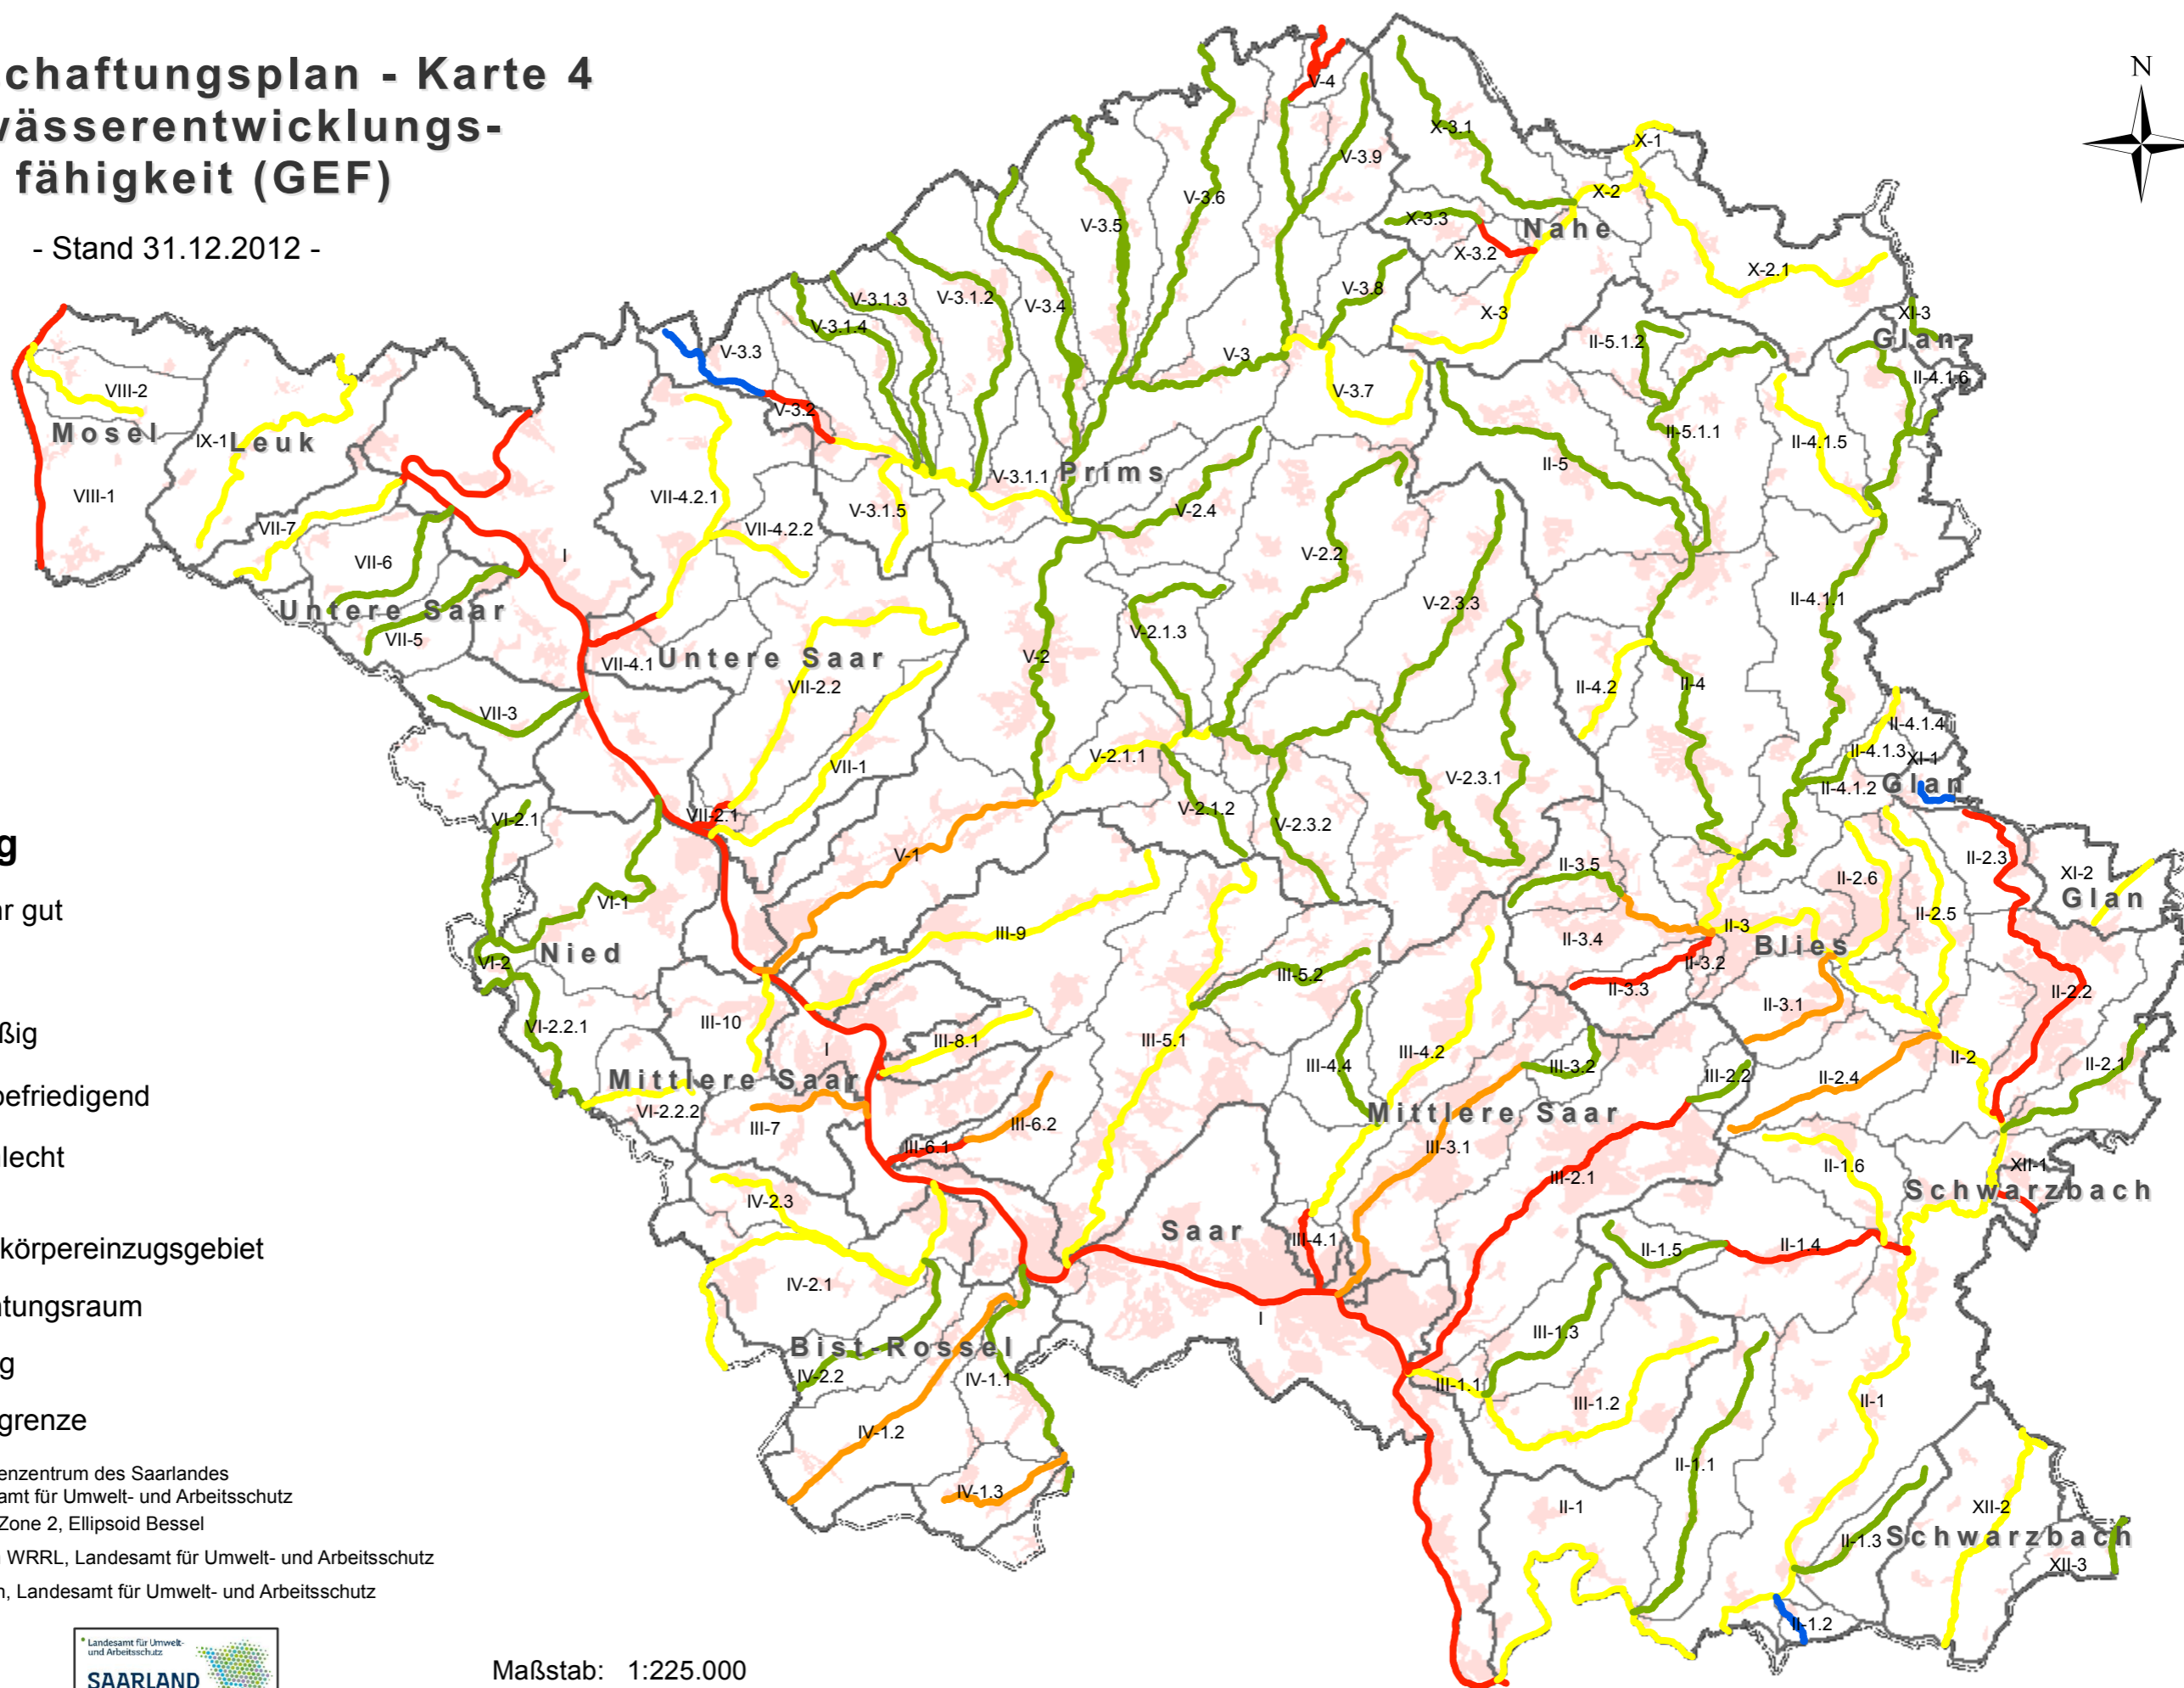 chaftungsplan - Karte 4
wässerentwicklungs-
fähigkeit (GEF)
- Stand 31.12.2012 -
N
V-4
X-3.1
X-1
V-3.9
X-2
V-3.6
V-3.5
X-3.3
Nahe
X-3.2
X-2.1
V-3.8
V-3.1.3
V-3.1.2
V-3.4
X-3
XI-3
V-3.1.4
Glan
II-5.1.2
V-3.3
V-3
II-4.1.6
VIII-2
V-3.7
V-3.2
Mosel
IX-1
Leuk
II-5.1.1
II-4.1.5
II-5
V-3.1.1
Prims
VIII-1
VII-4.2.1
V-3.1.5
V-2.4
VII-7
VII-4.2.2
VII-6
I
V-2.2
Untere Saar
II-4.1.1
V-2.3.3
VII-5
V-2.1.3
VII-4.1
Untere Saar
V-2
VII-2.2
II-4.2
II-4
VII-3
II-4.1.4
II-4.1.3
XI-1
V-2.1.1
VII-1
V-2.3.1
II-4.1.2
Glan
V-2.1.2
VII-2.1
VI-2.1
V-2.3.2
g
V-1
II-3.5
II-2.3
XI-2
hr gut
II-2.6
Glan
VI-1
II-2.5
III-9
II-3
II-3.4
Blies
Nied
VI-2
II-3.2
III-5.2
II-3.3
II-2.2
II-3.1
III-10
VI-2.2.1
ßig
III-8.1
III-5.1
I
III-4.2
II-2
III-4.4
III-3.2
II-2.1
Mittlere Saar
III-2.2
II-2.4
befriedigend
VI-2.2.2
Mittlere Saar
III-7
III-6.2
III-6.1
III-3.1
hlecht
II-1.6
XII-1
III-2.1
IV-2.3
Schwarzbach
Saar
III-4.1
körpereinzugsgebiet
II-1.5
II-1.4
IV-2.1
htungsraum
I
III-1.3
Bist-Rossel
g
IV-2.2
IV-1.1
III-1.1
II-1
III-1.2
grenze
IV-1.2
II-1.1
enzentrum des Saarlandes
IV-1.3
amt für Umwelt- und Arbeitsschutz
II-1
XII-2
Zone 2, Ellipsoid Bessel
II-1.3
Schwarzbach
WRRL, Landesamt für Umwelt- und Arbeitsschutz
XII-3
n, Landesamt für Umwelt- und Arbeitsschutz
II-1.2
Landesamt für Umwelt-
und Arbeitsschutz
SAARLAND
Maßstab: 1:225.000